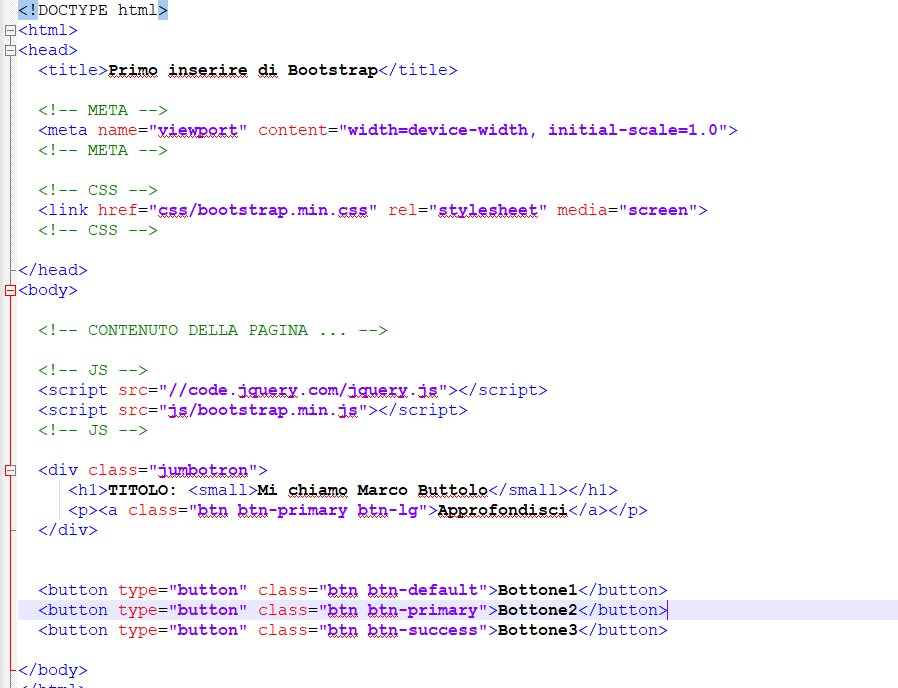 <!DOCTYPE html>
<html>
<head>
<title>Primo inserire di Bootstrap</title>
<!-- META -->
<meta name="viewport" content="width=device-width, initial-scale=1.0">
<!-- META -->
<!-- CSS -->
<link href="css/bootstrap.min.css" rel="stylesheet" media="screen">
<!-- CSS -->
</head>
<body>
<!-- CONTENUTO DELLA PAGINA ... -->
<!-- JS -->
<script src="//code.jquery.com/jquery.js"></script>
<script src="js/bootstrap.min.js"></script>
<!-- JS -->
<div class="jumbotron">
<h1>TITOLO: <small>Mi chiamo Marco Buttolo</small></h1>
<p><a class="btn btn-primary btn-lg">Approfondisci</a></p>
</div>
<button type="button" class="btn btn-default">Bottone1</button>
<button type="button" class="btn btn-primary">Bottone2</button>
<button type="button" class="btn btn-success">Bottone3</button>
</body>
</html>